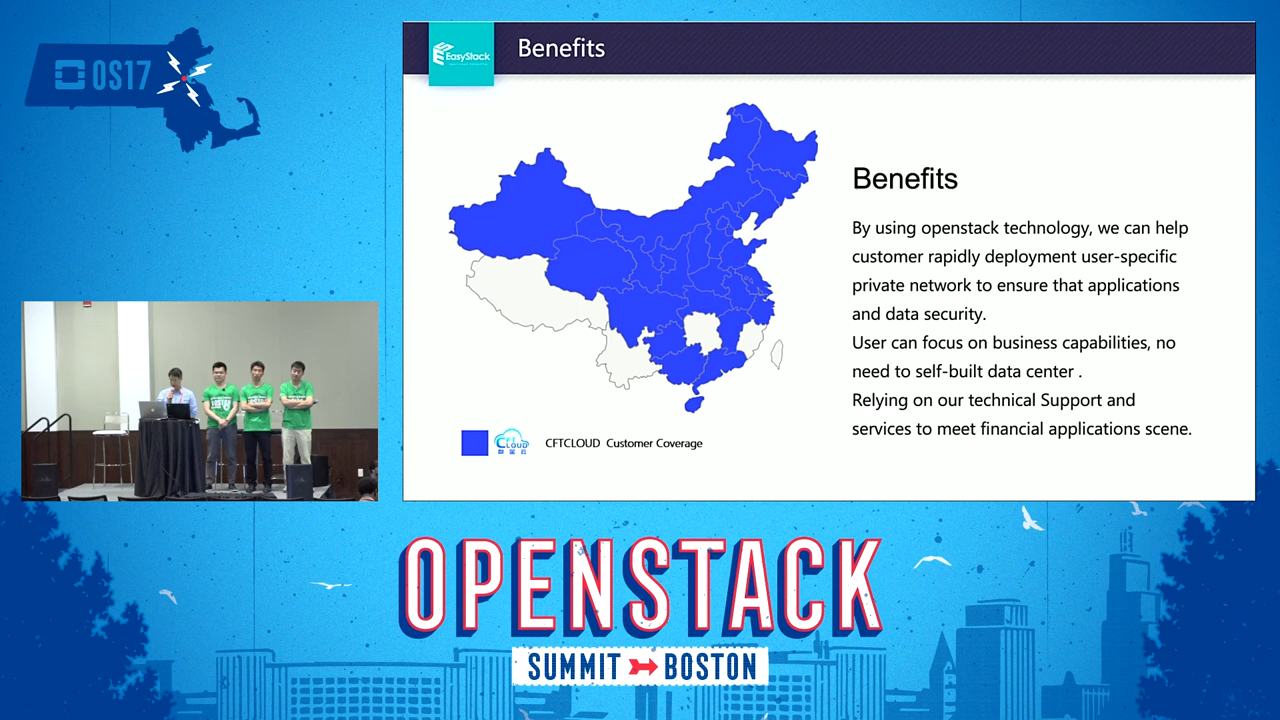 OS17
EasyStack
Benefits
Benefits
By using openstack technology, we can help
customer rapidly deployment user-specific
private network to ensure that applications
and data security.
User can focus on business capabilities, no
need to self-built data center .
Relying on our technical Support and
services to meet financial applications scene.
CFT
CLOUD
CFTCLOUD Customer Coverage
OPENSTACK
SUMMIT BOSTON